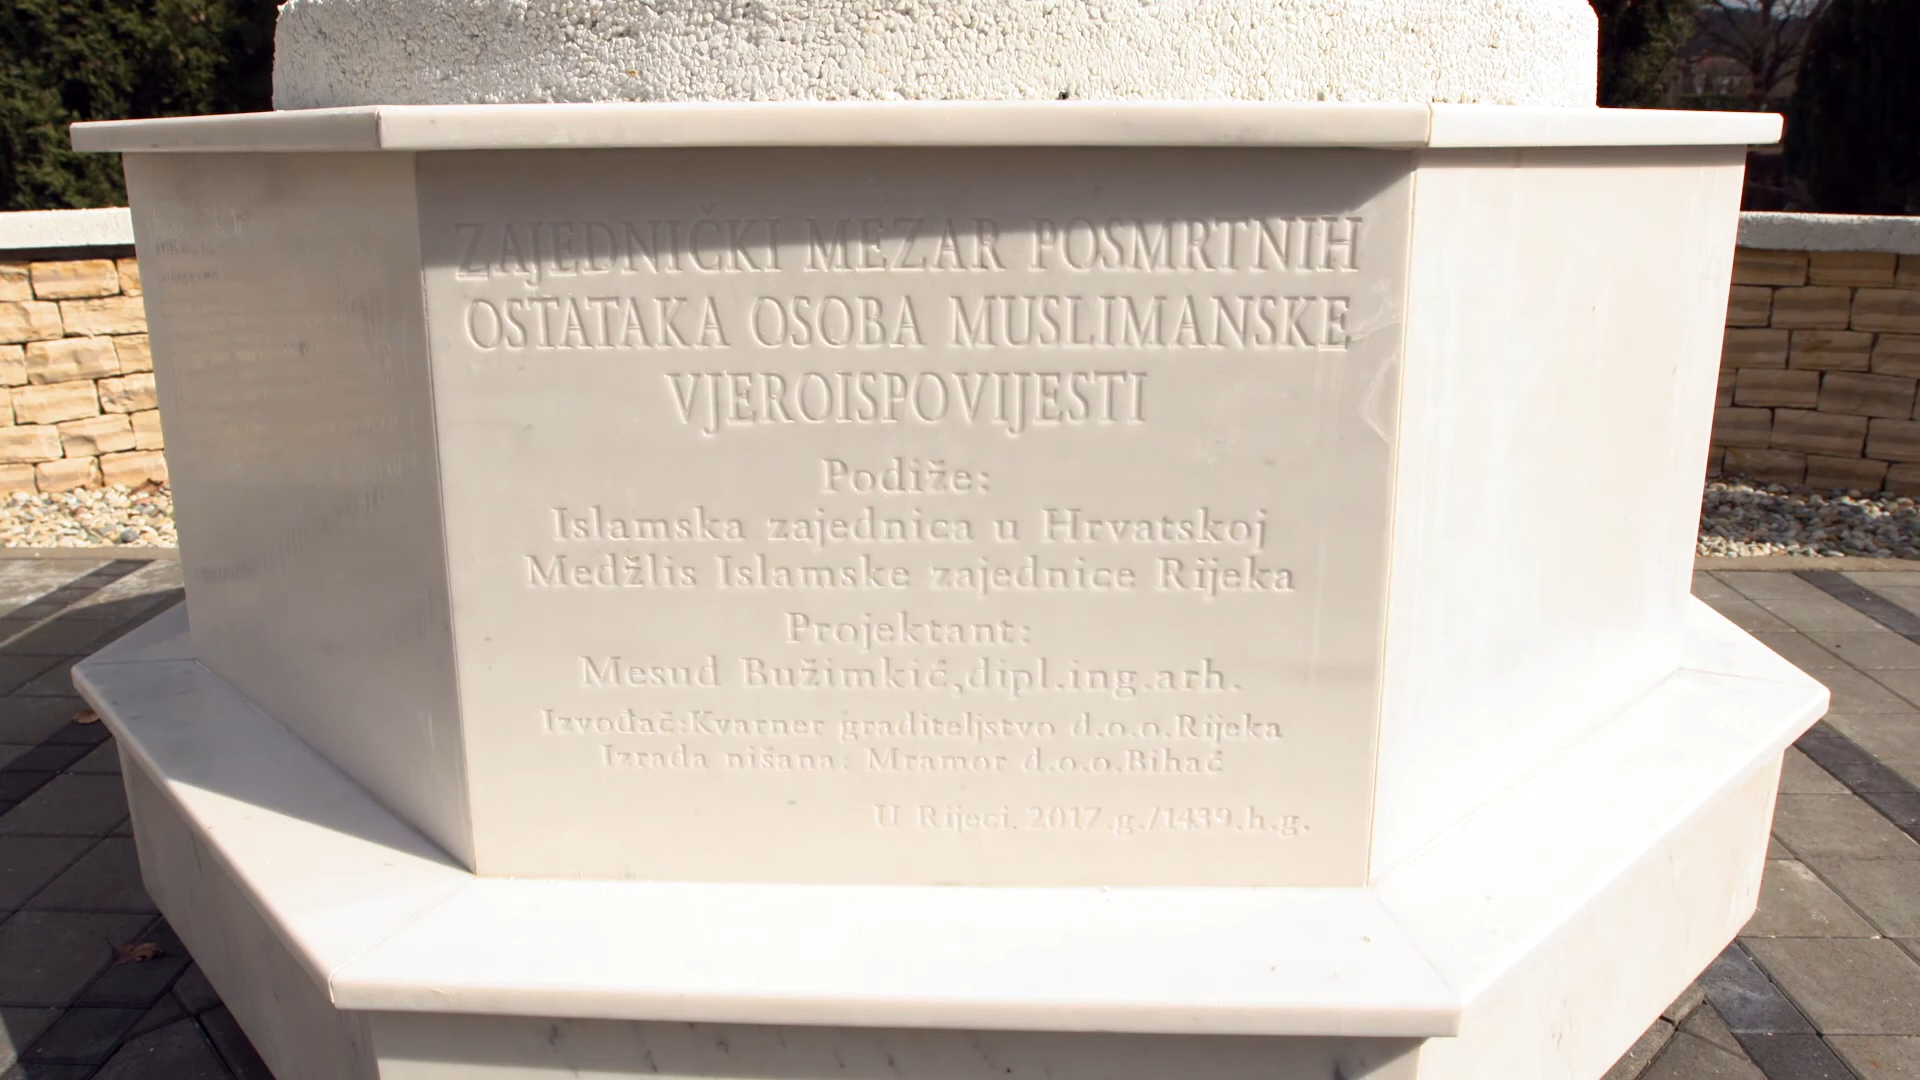 ZAJEDNIČKI MEZAR POSMRTNIH
OSTATAKA OSOBA MUSLIMANSKE
VJEROISPOVIJESTI
Podiže:
Islamska zajednica u Hrvatskoj
Medžlis Islamske zajednice Rijeka
Projektant:
Mesud Bužimkić,dipl.ing.arh.
Izvođač:Kvarner graditeljstvo d.o.o.Rijeka
Izrada nišana: Mramor d.o.o.Bihać
U Rijeci, 2017.g./1439.h.g.